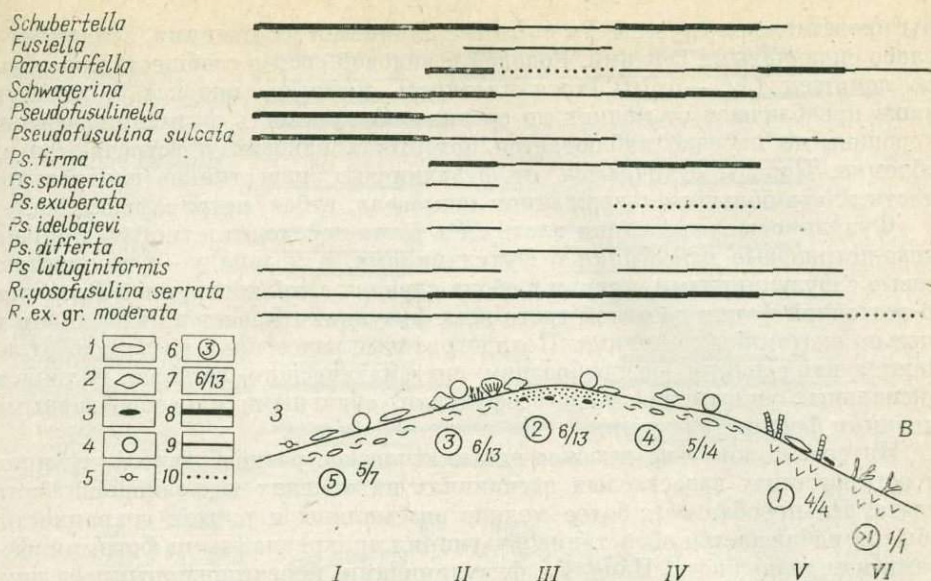 Schubertella
Fusiella
Parastaffella
Schwagerina
Pseudofusulinella
Pseudofusulina sulcata
Ps. firma
Ps. sphaerica
Ps. exuberata
Ps. idelbajevi
Ps. differta
Ps lutuginiformis
Ru.yosofusulina serrata
R. ex. gr. moderata
1 6 ③
2 7 6/13
3 8
4 9
5 10
З В
⑤ 5/7 ③ 6/13 ② 6/13 ④ 5/14 ① 4/4 >1 1/1
I II III IV V VI